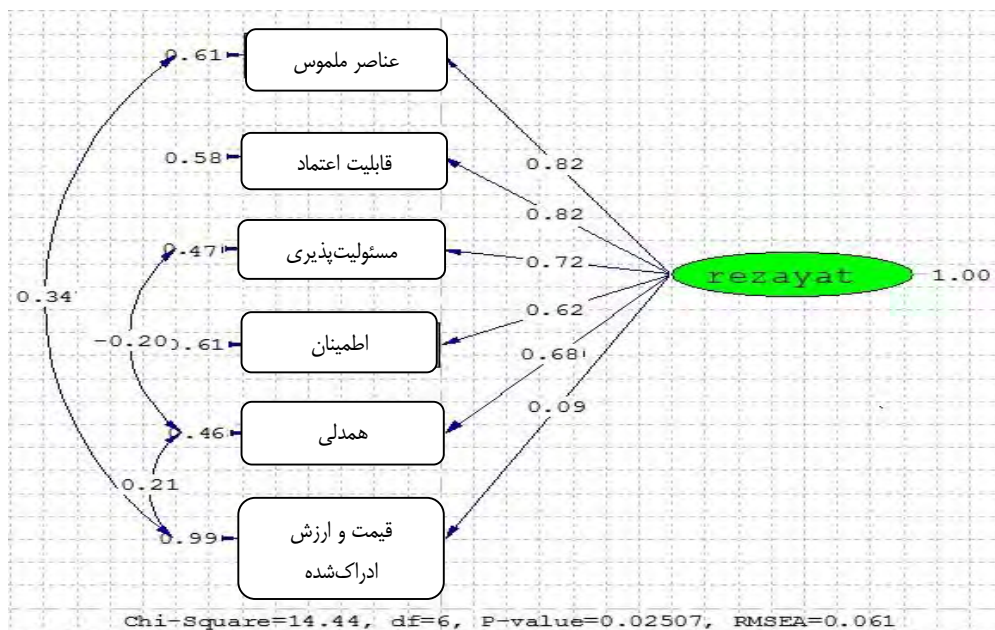 0.61
عناصر ملموس
0.82
0.58
قابلیت اعتماد
0.82
0.47
مسئولیت‌پذیری
0.72
rezayat
1.00
0.34
-0.20
0.61
اطمینان
0.62
0.68
0.46
همدلی
0.09
0.21
0.99
قیمت و ارزش
ادراک‌شده
Chi-Square=14.44, df=6, P-value=0.02507, RMSEA=0.061